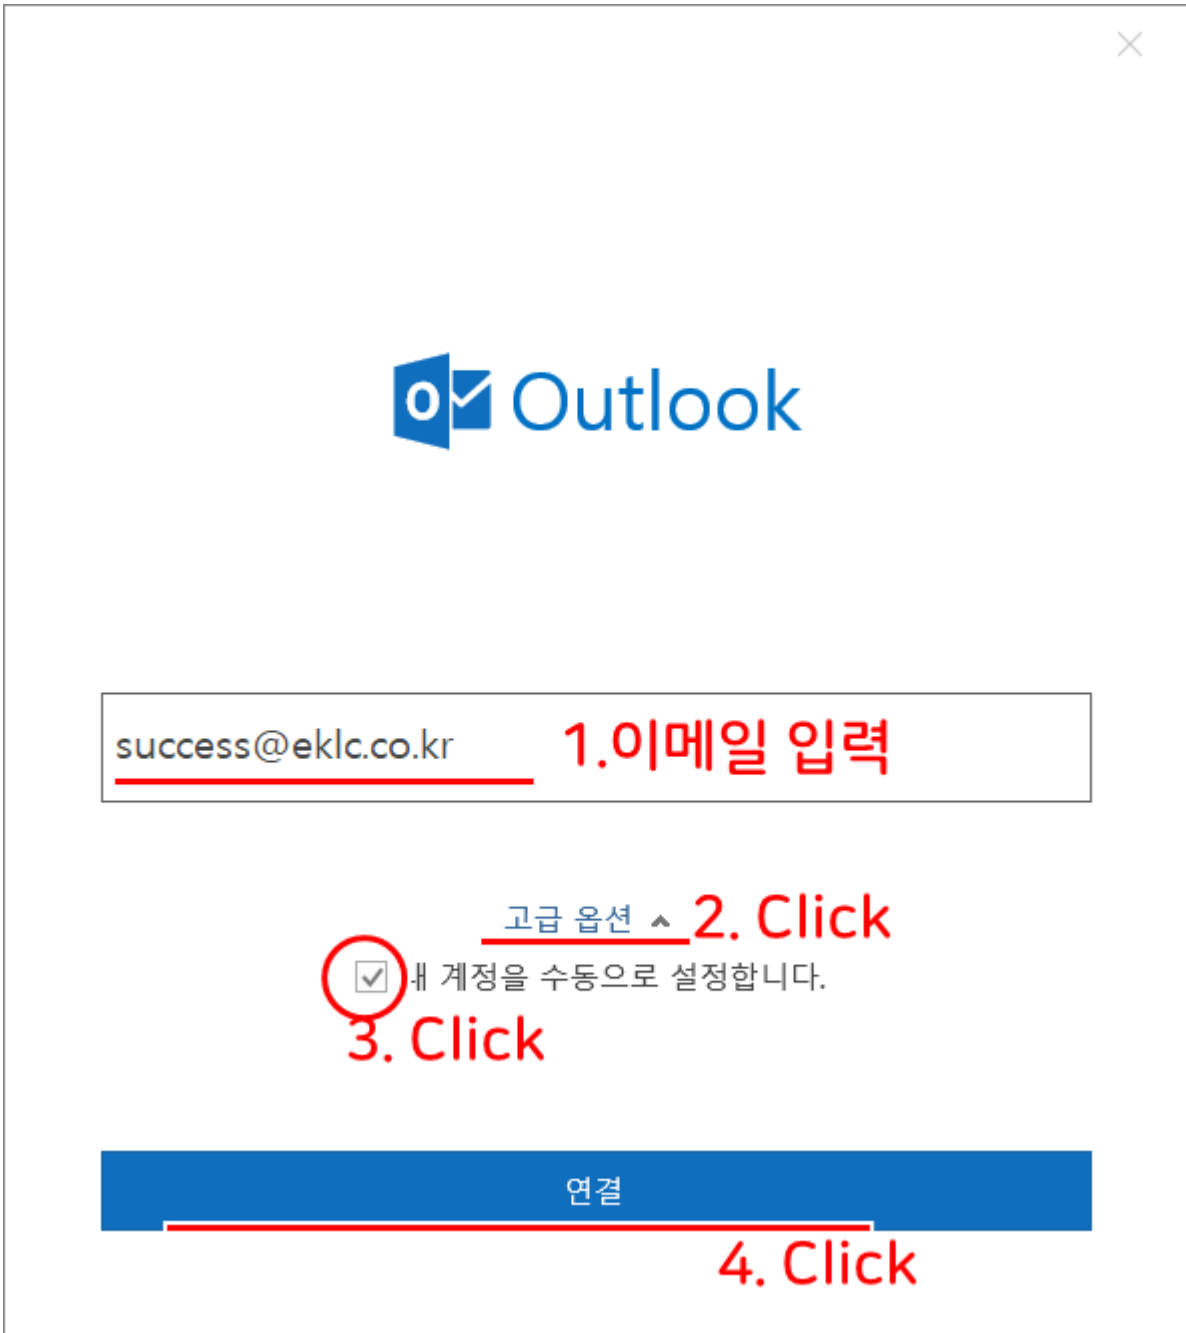 Outlook
success@eklc.co.kr 1.이메일 입력
고급 옵션 2. Click
내 계정을 수동으로 설정합니다.
3. Click
연결
4. Click